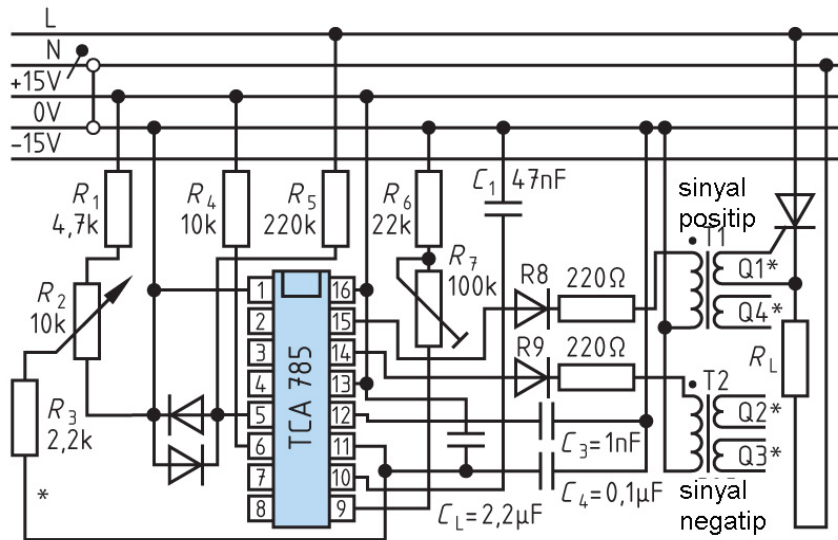 L
N
+15V
0V
-15V
R1
4,7k
R4
10k
R5
220k
R6
22k
C1 47nF
sinyal
positip
R2
10k
R7
100k
R8
220Ω
T1
Q1*
Q4*
R3
2,2k
*
1
2
3
4
5
6
7
8
TCA 785
16
15
14
13
12
11
10
9
R9
220Ω
T2
Q2*
Q3*
RL
C3=1nF
C4=0,1µF
CL=2,2µF
sinyal
negatip